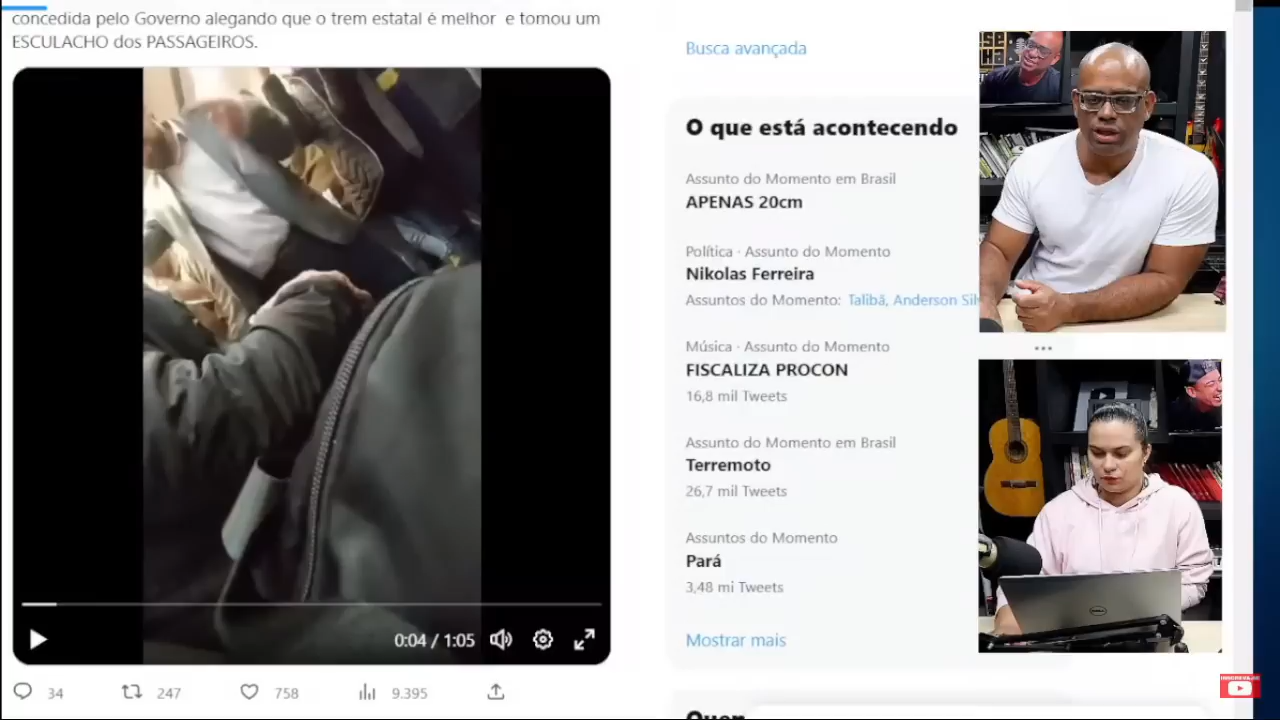 concedida pelo Governo alegando que o trem estatal é melhor e tomou um
ESCULACHO dos PASSAGEIROS.
0:04 / 1:05
34
247
758
9.395
Busca avançada
O que está acontecendo
Assunto do Momento em Brasil
APENAS 20cm
Política · Assunto do Momento
Nikolas Ferreira
Assuntos do Momento: Talibã, Anderson Sil
Música · Assunto do Momento
FISCALIZA PROCON
16,8 mil Tweets
Assunto do Momento em Brasil
Terremoto
26,7 mil Tweets
Assuntos do Momento
Pará
3,48 mi Tweets
Mostrar mais
INSCREVA-SE
DELL